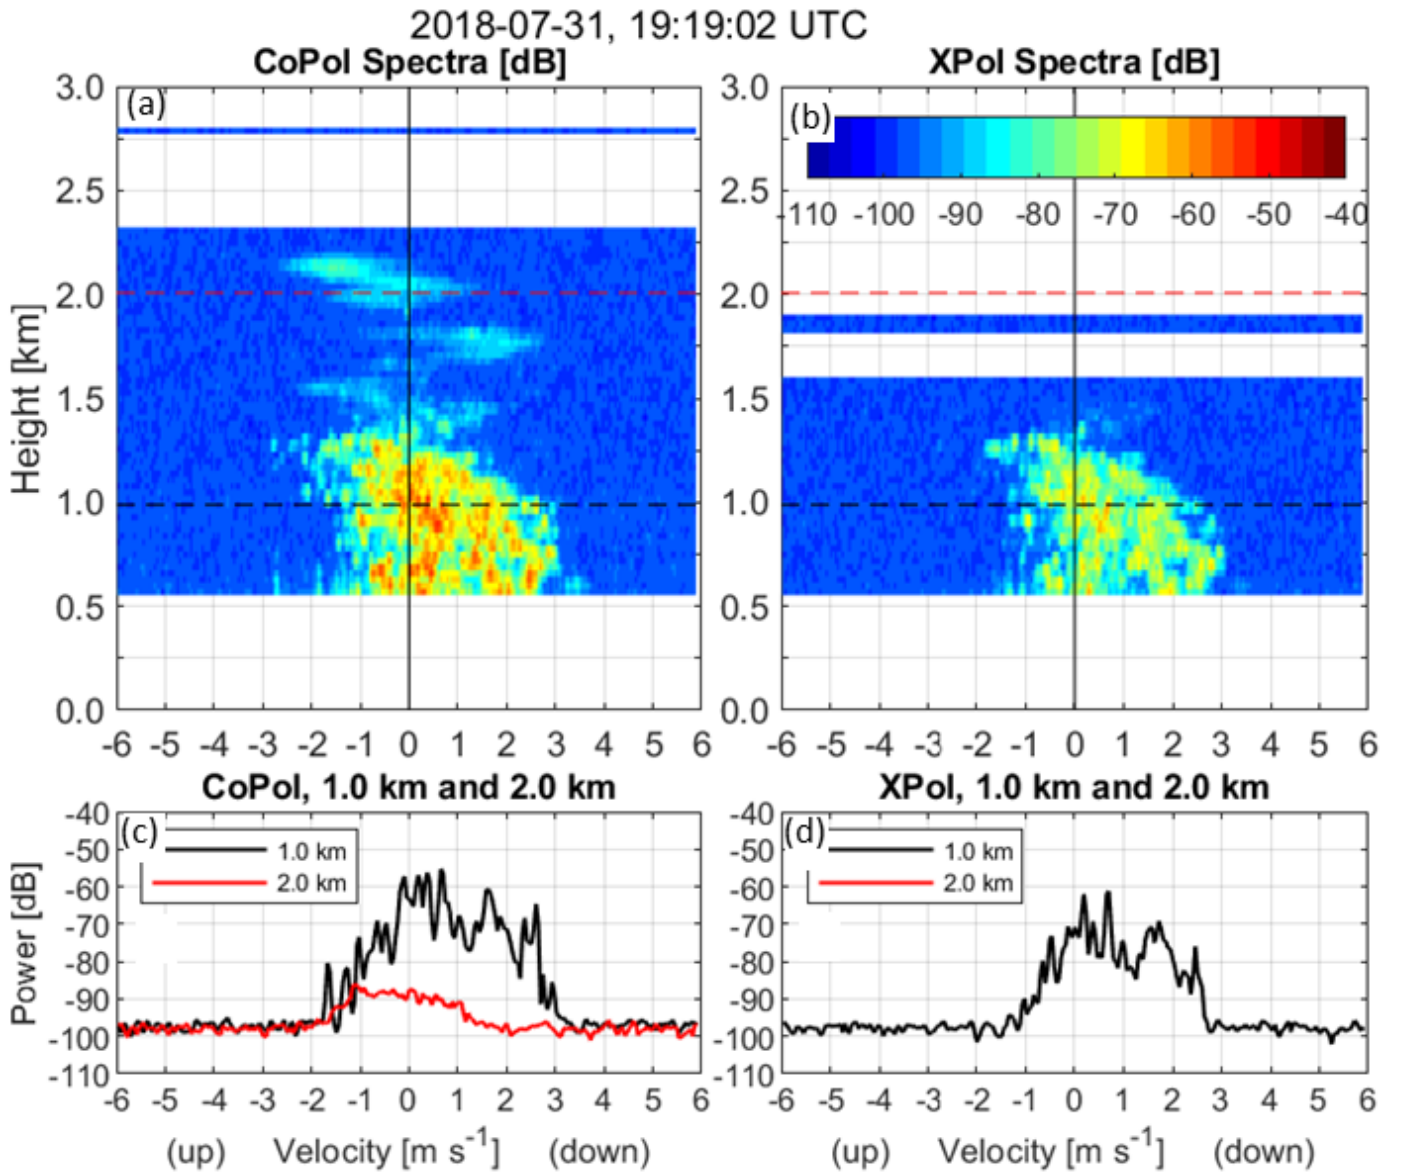 2018-07-31, 19:19:02 UTC
CoPol Spectra [dB]
XPol Spectra [dB]
(a)
(b)
3.0
2.5
2.0
1.5
1.0
0.5
0.0
Height [km]
-6 -5 -4 -3 -2 -1 0 1 2 3 4 5 6
3.0
2.5
2.0
1.5
1.0
0.5
0.0
-110 -100 -90 -80 -70 -60 -50 -40
-6 -5 -4 -3 -2 -1 0 1 2 3 4 5 6
CoPol, 1.0 km and 2.0 km
XPol, 1.0 km and 2.0 km
(c)
1.0 km
2.0 km
-40
-50
-60
-70
-80
-90
-100
-110
Power [dB]
-6 -5 -4 -3 -2 -1 0 1 2 3 4 5 6
(up) Velocity [m s⁻¹] (down)
(d)
1.0 km
2.0 km
-40
-50
-60
-70
-80
-90
-100
-110
-6 -5 -4 -3 -2 -1 0 1 2 3 4 5 6
(up) Velocity [m s⁻¹] (down)